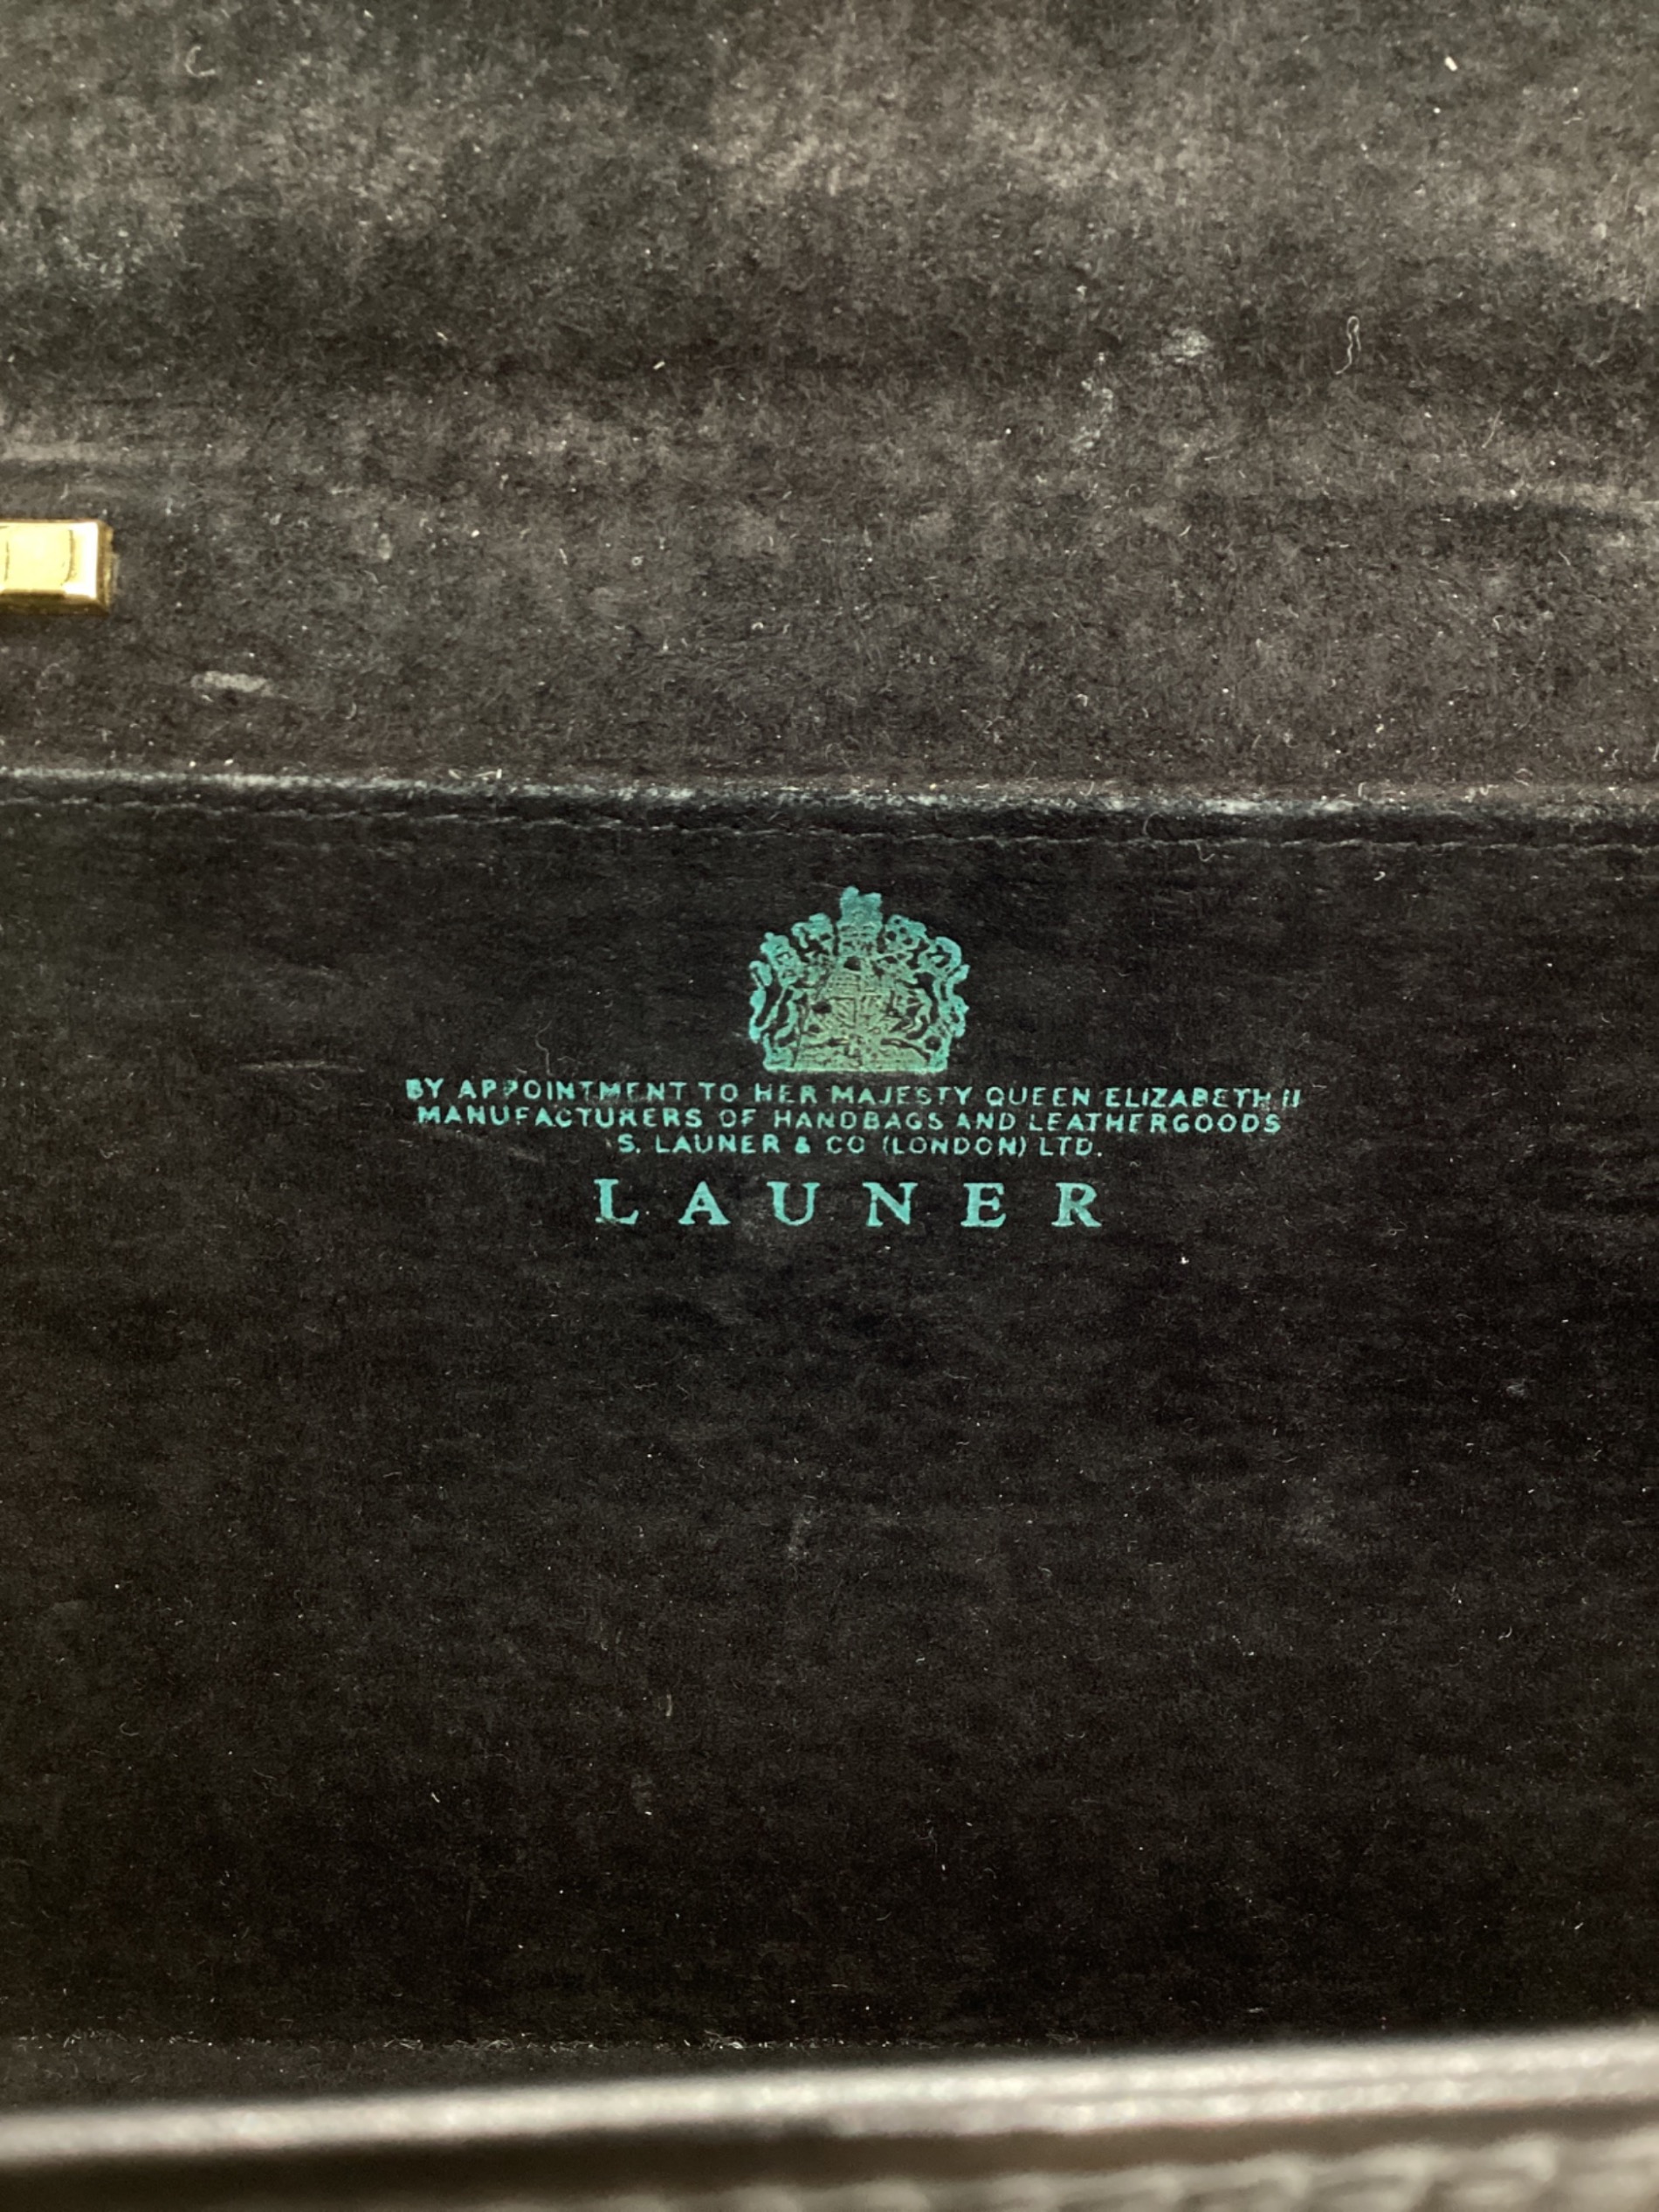 BY APPOINTMENT TO HER MAJESTY QUEEN ELIZABETH II
MANUFACTURERS OF HANDBAGS AND LEATHERGOODS
S. LAUNER & CO (LONDON) LTD.
LAUNER